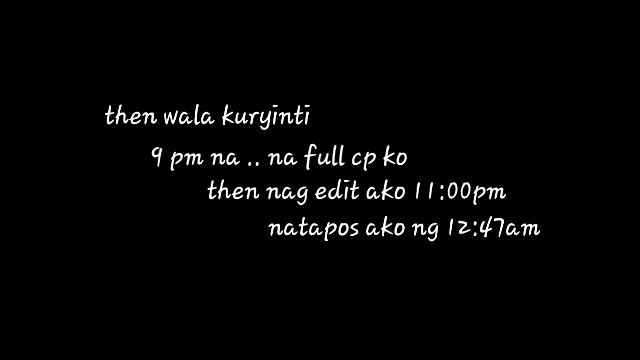 then wala kuryinti
9 pm na .. na full cp ko
then nag edit ako 11:00pm
natapos ako ng 12:47am